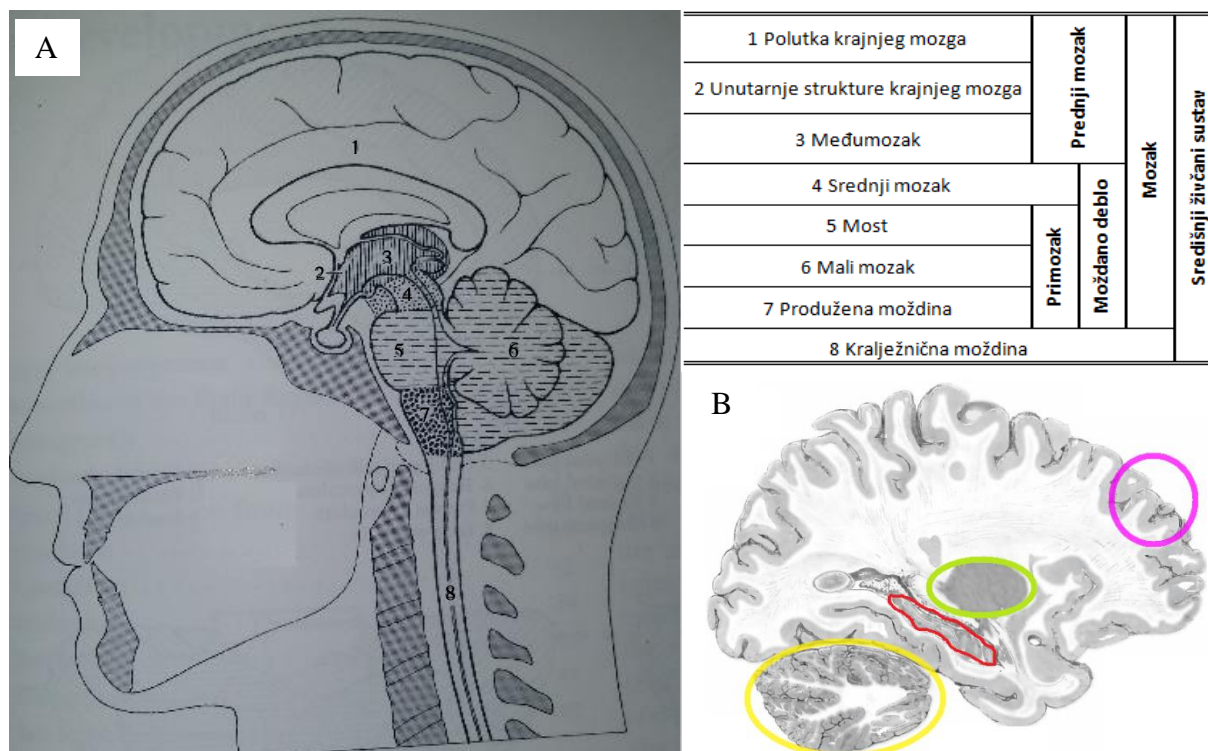 A
1
2
3
4
5
6
7
8
1 Polutka krajnjeg mozga
2 Unutarnje strukture krajnjeg mozga
3 Međumozak
4 Srednji mozak
5 Most
6 Mali mozak
7 Produžena moždina
8 Kralježnična moždina
Prednji mozak
Primozak
Moždano deblo
Mozak
Središnji živčani sustav
B